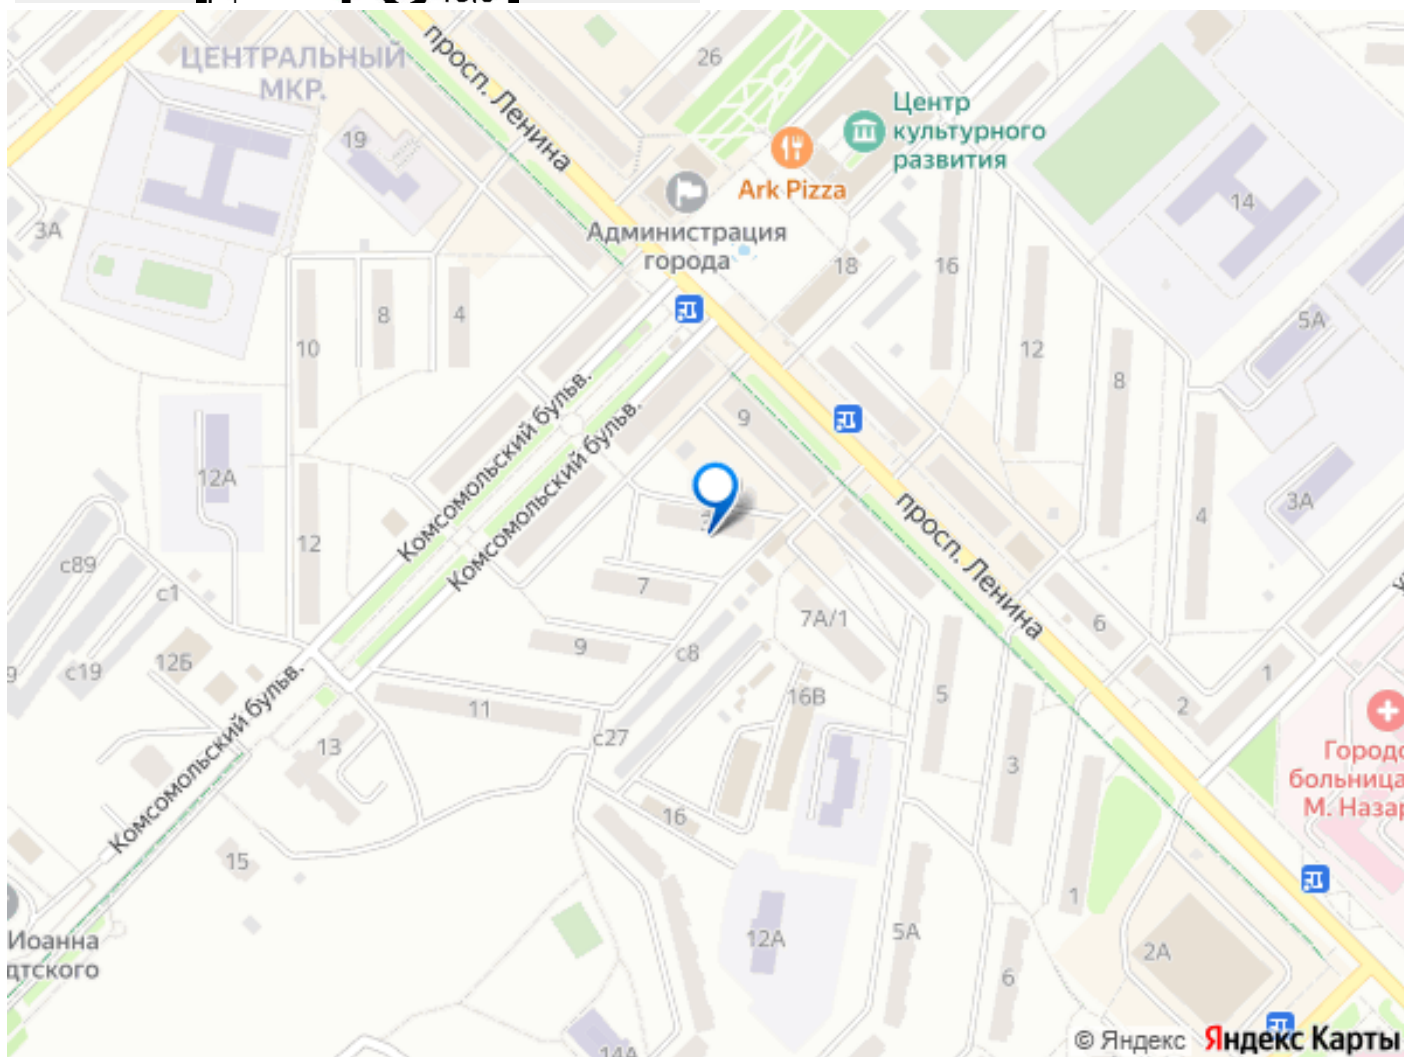 26
ЦЕНТРАЛЬНЫЙ
МКР.
просп. Ленина
Центр
культурного
развития
19
Ark Pizza
14
3А
Администрация
города
18
16
8
4
5А
10
12
8
Комсомольский бульв.
Комсомольский бульв.
9
12А
3А
просп. Ленина
4
12
с89
с1
7
7А/1
6
9
с8
12Б
с19
9
1
16В
5
2
11
с27
13
3
Комсомольский бульв.
Городс
больница
М. Назар
16
15
1
12А
5А
2А
Иоанна
дтского
6
14А
© Яндекс Яндекс Карты